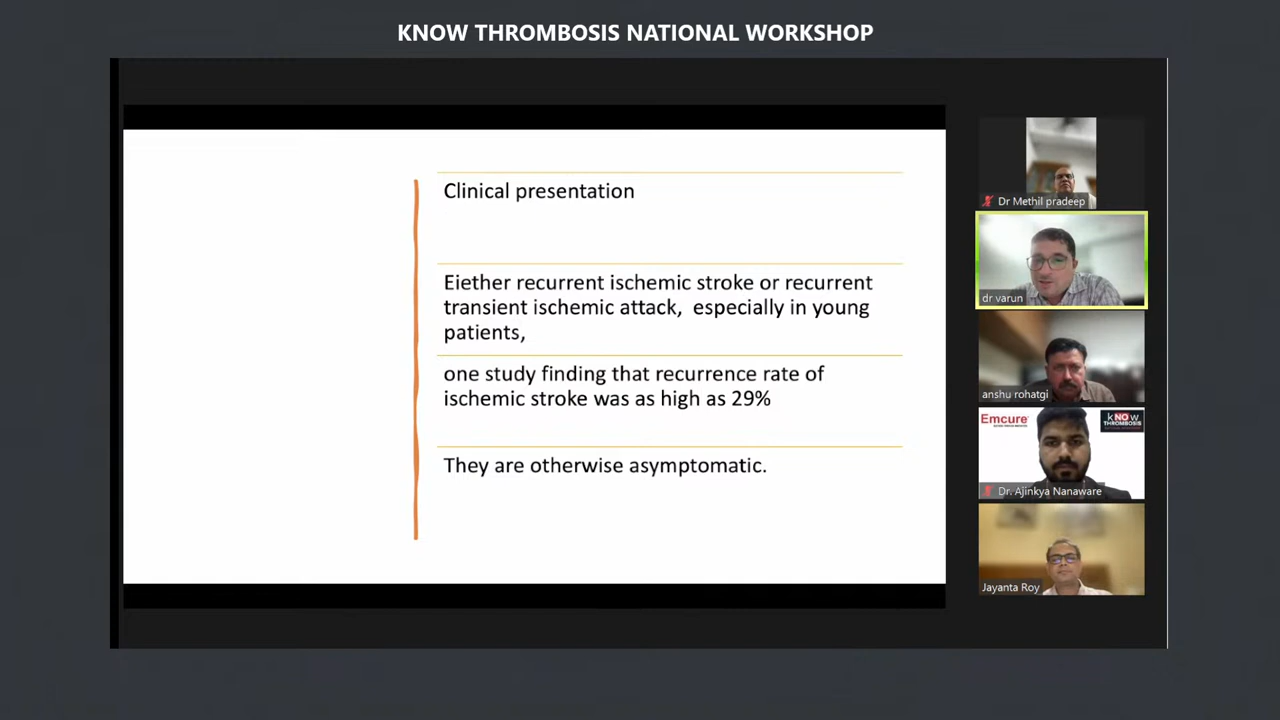 KNOW THROMBOSIS NATIONAL WORKSHOP
Clinical presentation
Eiether recurrent ischemic stroke or recurrent
transient ischemic attack, especially in young
patients,
one study finding that recurrence rate of
ischemic stroke was as high as 29%
They are otherwise asymptomatic.
Dr Methil pradeep
dr varun
anshu rohatgi
Emcure
kNOw
THROMBOSIS
Dr. Ajinkya Nanaware
Jayanta Roy